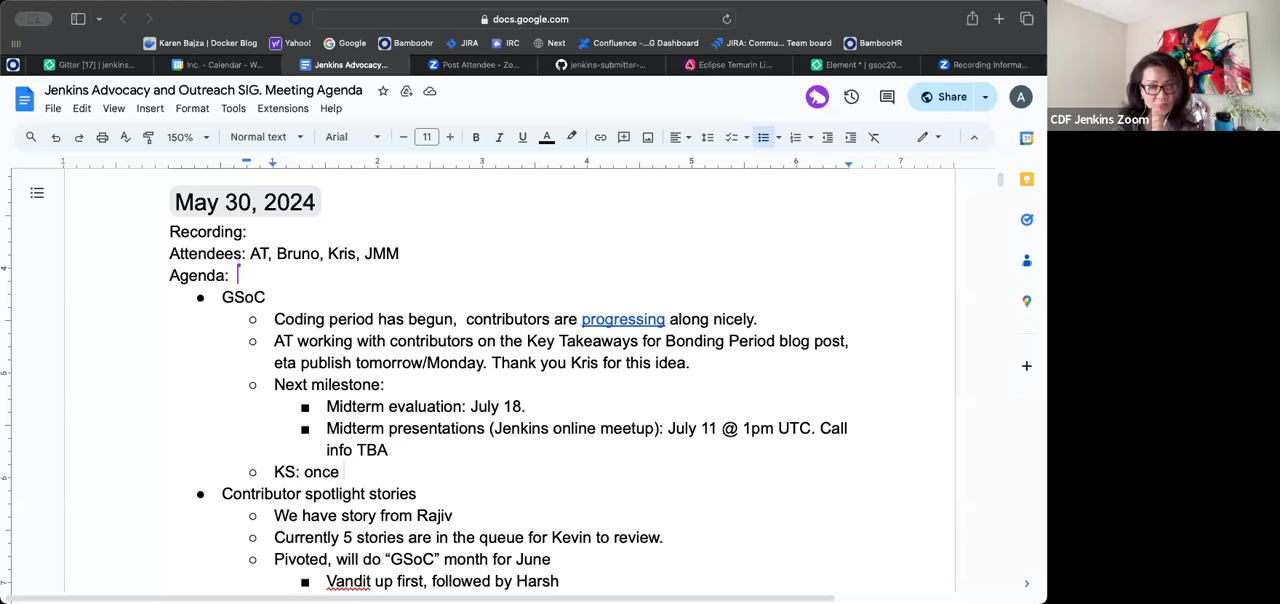 docs.google.com
Karen Bajza | Docker Blog
Yahoo!
Google
Bamboohr
JIRA
IRC
Next
Confluence ...G Dashboard
JIRA: Commu... Team board
BambooHR
Gitter [17] | jenkins...
Inc. - Calendar - W...
Jenkins Advocacy...
Post Attendee - Zo...
jenkins-submitter-...
Eclipse Temurin Li...
Element * | gsoc20...
Recording Informa...
Jenkins Advocacy and Outreach SIG. Meeting Agenda
File Edit View Insert Format Tools Extensions Help
Share
A
150% Normal text Arial 11 B I U A
1 1 2 3 4 5 6 7
May 30, 2024
Recording:
Attendees: AT, Bruno, Kris, JMM
Agenda:
● GSoC
○ Coding period has begun, contributors are progressing along nicely.
○ AT working with contributors on the Key Takeaways for Bonding Period blog post,
eta publish tomorrow/Monday. Thank you Kris for this idea.
○ Next milestone:
■ Midterm evaluation: July 18.
■ Midterm presentations (Jenkins online meetup): July 11 @ 1pm UTC. Call
info TBA
○ KS: once
● Contributor spotlight stories
○ We have story from Rajiv
○ Currently 5 stories are in the queue for Kevin to review.
○ Pivoted, will do “GSoC” month for June
■ Vandit up first, followed by Harsh
CDF Jenkins Zoom